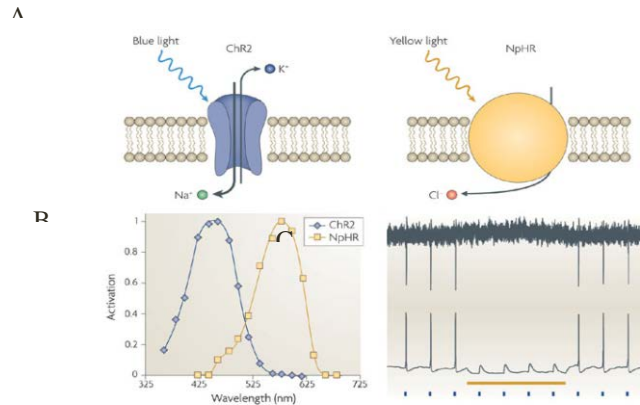 A
Blue light
ChR2
K⁺
Na⁺
Yellow light
NpHR
Cl⁻
B
1
0.8
0.6
0.4
0.2
0
Activation
325 425 525 625 725
Wavelength (nm)
ChR2
NpHR